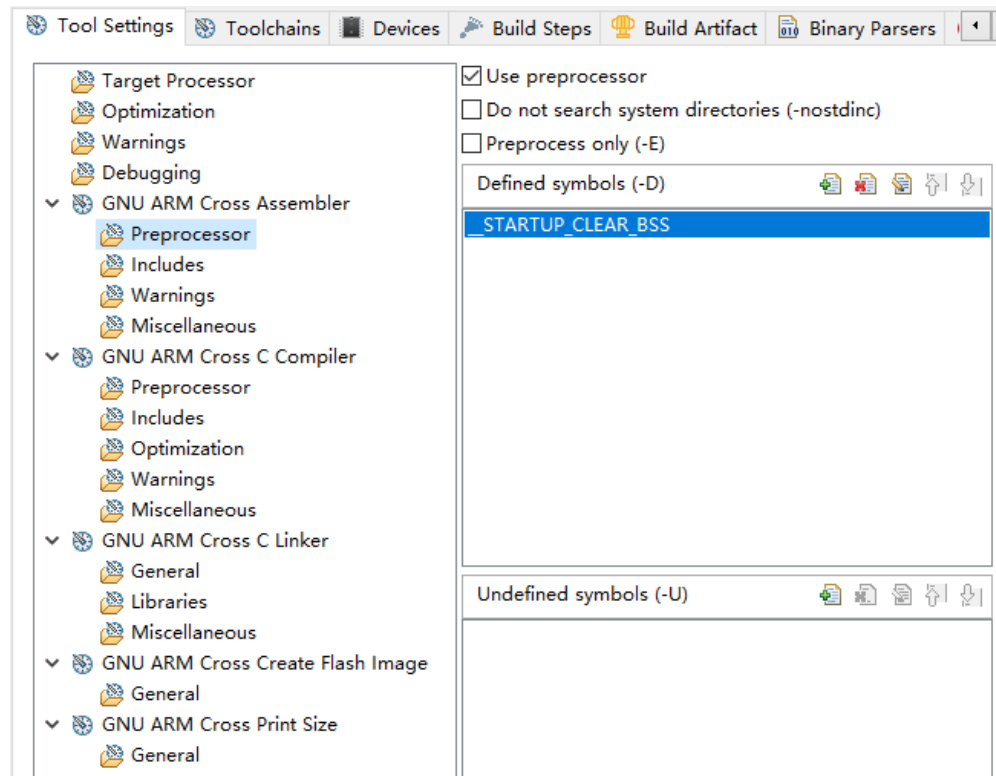 Tool Settings Toolchains Devices Build Steps Build Artifact Binary Parsers
Target Processor
Optimization
Warnings
Debugging
GNU ARM Cross Assembler
Preprocessor
Includes
Warnings
Miscellaneous
GNU ARM Cross C Compiler
Preprocessor
Includes
Optimization
Warnings
Miscellaneous
GNU ARM Cross C Linker
General
Libraries
Miscellaneous
GNU ARM Cross Create Flash Image
General
GNU ARM Cross Print Size
General
Use preprocessor
Do not search system directories (-nostdinc)
Preprocess only (-E)
Defined symbols (-D)
__STARTUP_CLEAR_BSS
Undefined symbols (-U)